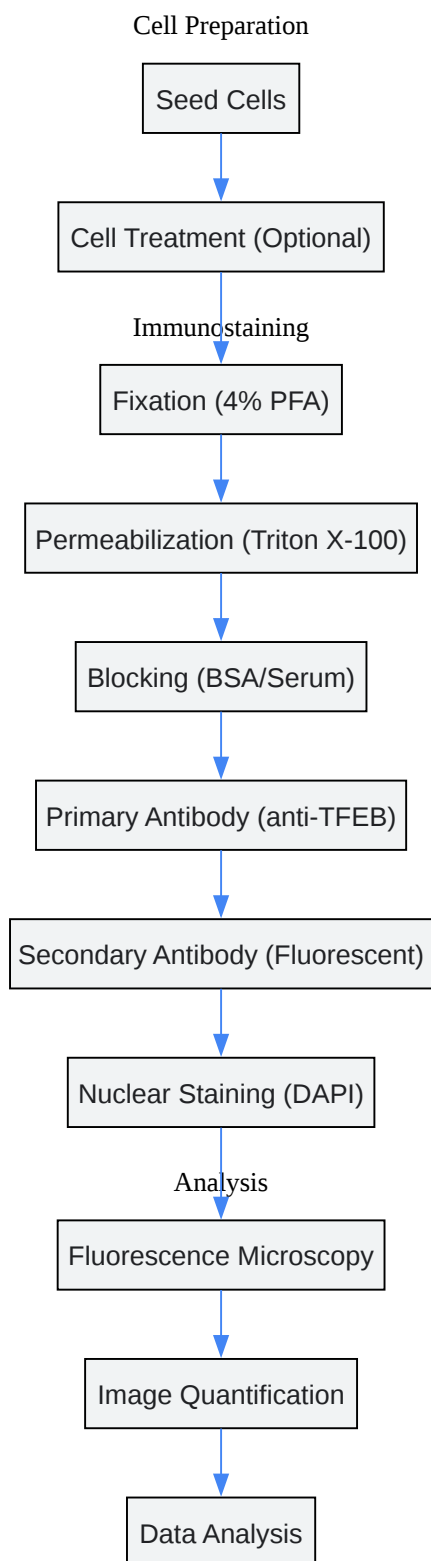 Cell Preparation
Seed Cells
Cell Treatment (Optional)
Immunostaining
Fixation (4% PFA)
Permeabilization (Triton X-100)
Blocking (BSA/Serum)
Primary Antibody (anti-TFEB)
Secondary Antibody (Fluorescent)
Nuclear Staining (DAPI)
Analysis
Fluorescence Microscopy
Image Quantification
Data Analysis